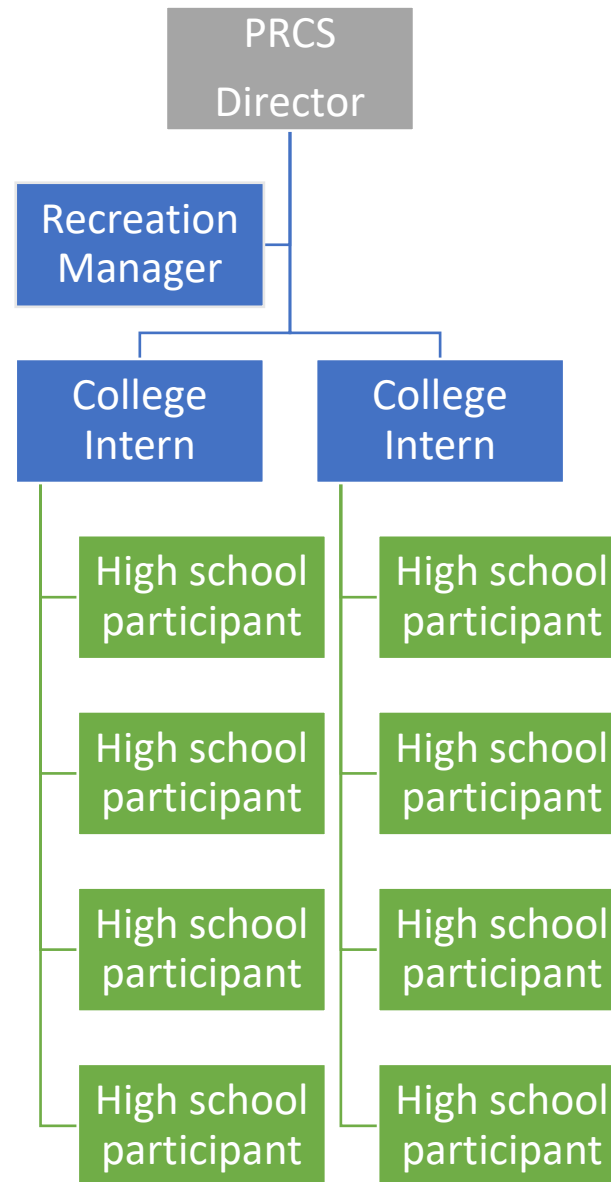 PRCS
Director
Recreation
Manager
College
Intern
College
Intern
High school
participant
High school
participant
High school
participant
High school
participant
High school
participant
High school
participant
High school
participant
High school
participant